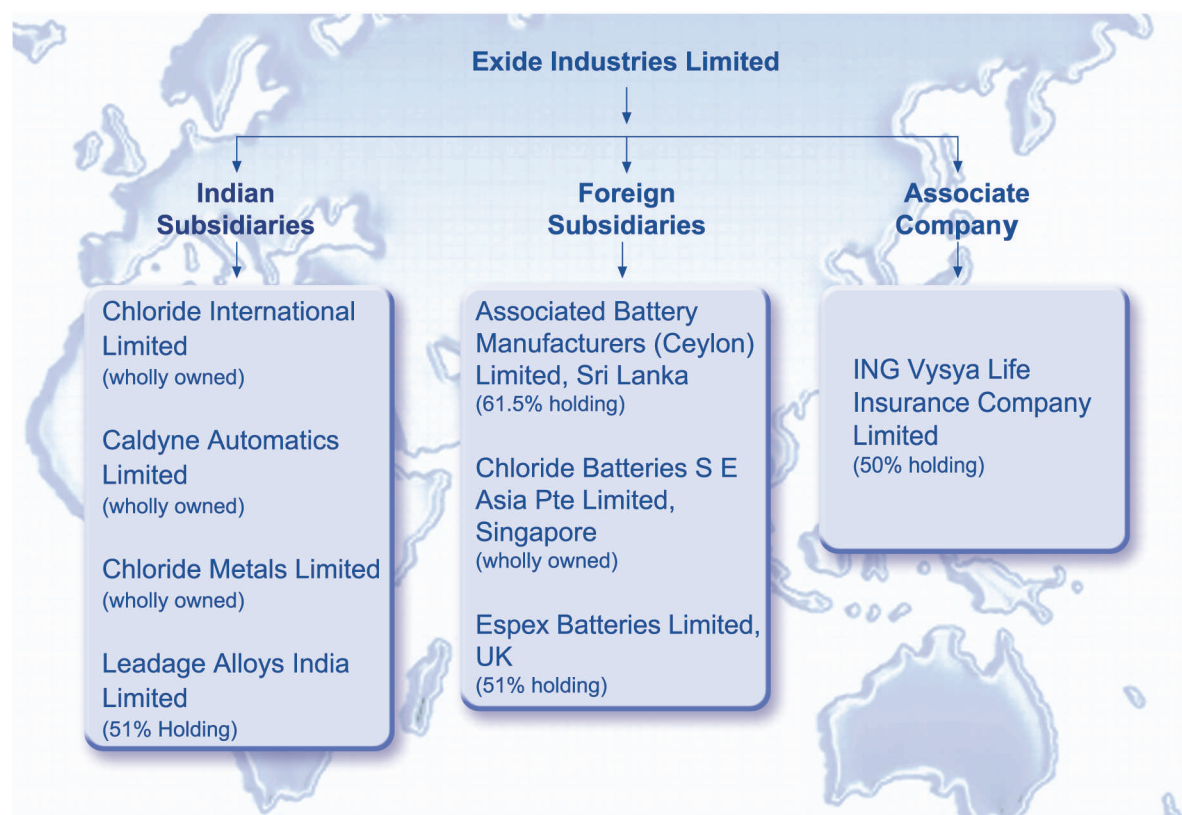 Exide Industries Limited
Indian
Subsidiaries
Foreign
Subsidiaries
Associate
Company
Chloride International
Limited
(wholly owned)
Caldyne Automatics
Limited
(wholly owned)
Chloride Metals Limited
(wholly owned)
Leadage Alloys India
Limited
(51% Holding)
Associated Battery
Manufacturers (Ceylon)
Limited, Sri Lanka
(61.5% holding)
Chloride Batteries S E
Asia Pte Limited,
Singapore
(wholly owned)
Espex Batteries Limited,
UK
(51% holding)
ING Vysya Life
Insurance Company
Limited
(50% holding)